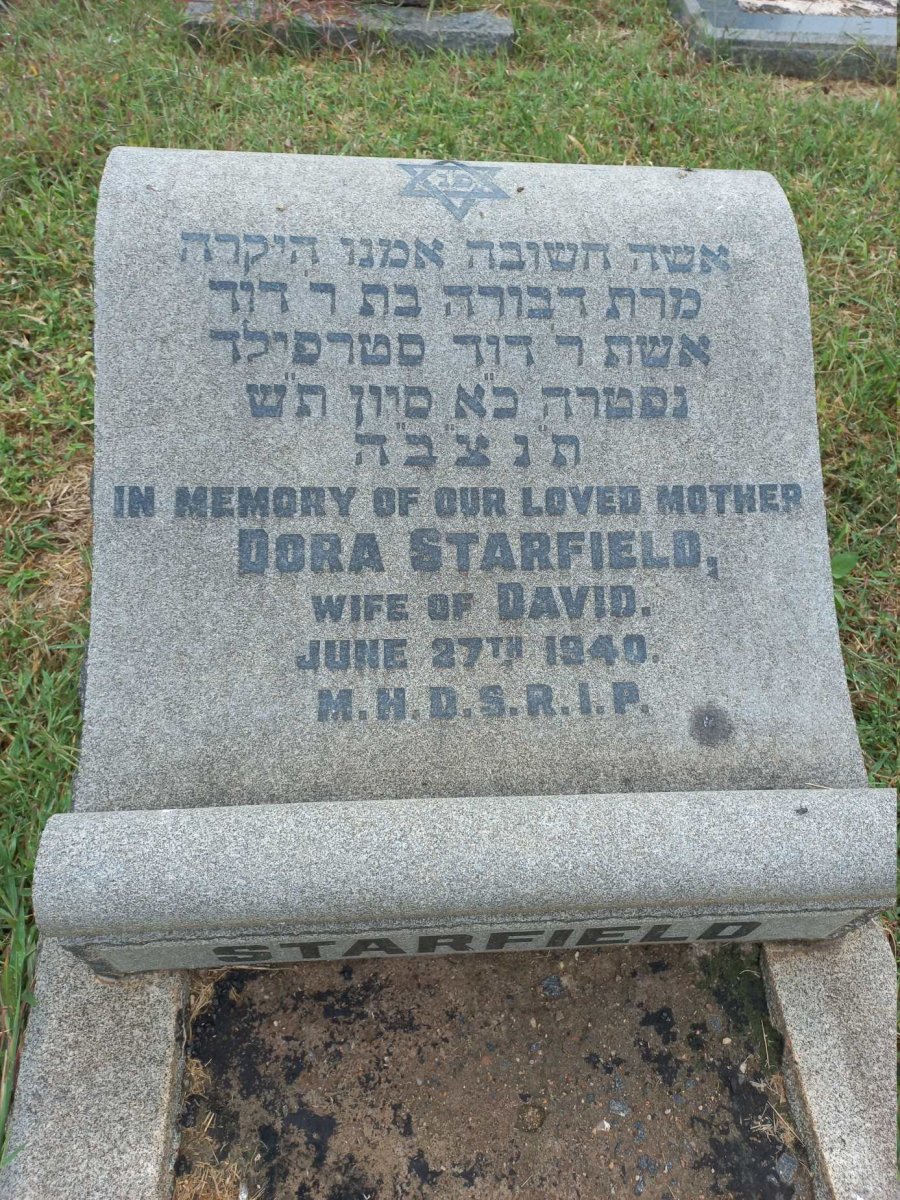 אשה חשובה אמנו היקרה
מרת דבורה בת ר דוד
אשת ר דוד סטרפילד
נפטרה כ"א סיון ת"ש
ת"נ צ"ב"ה
IN MEMORY OF OUR LOVED MOTHER
DORA STARFIELD,
WIFE OF DAVID.
JUNE 27TH 1940.
M.H.D.S.R.I.P.
STARFIELD